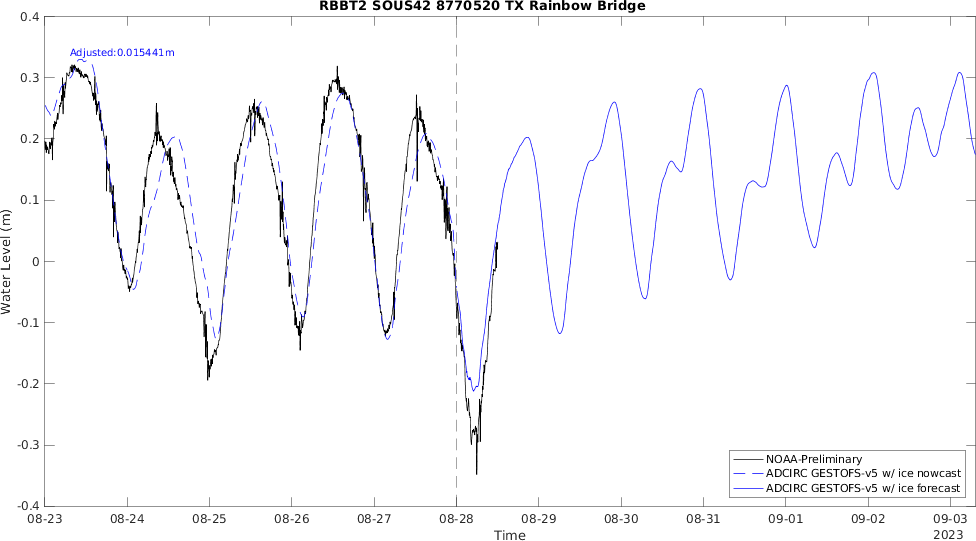 RBBT2 SOUS42 8770520 TX Rainbow Bridge
Adjusted:0.015441m
0.4
0.3
0.2
0.1
0
-0.1
-0.2
-0.3
-0.4
Water Level (m)
NOAA-Preliminary
ADCIRC GESTOFS-v5 w/ ice nowcast
ADCIRC GESTOFS-v5 w/ ice forecast
08-23 08-24 08-25 08-26 08-27 08-28 08-29 08-30 08-31 09-01 09-02 09-03
Time
2023